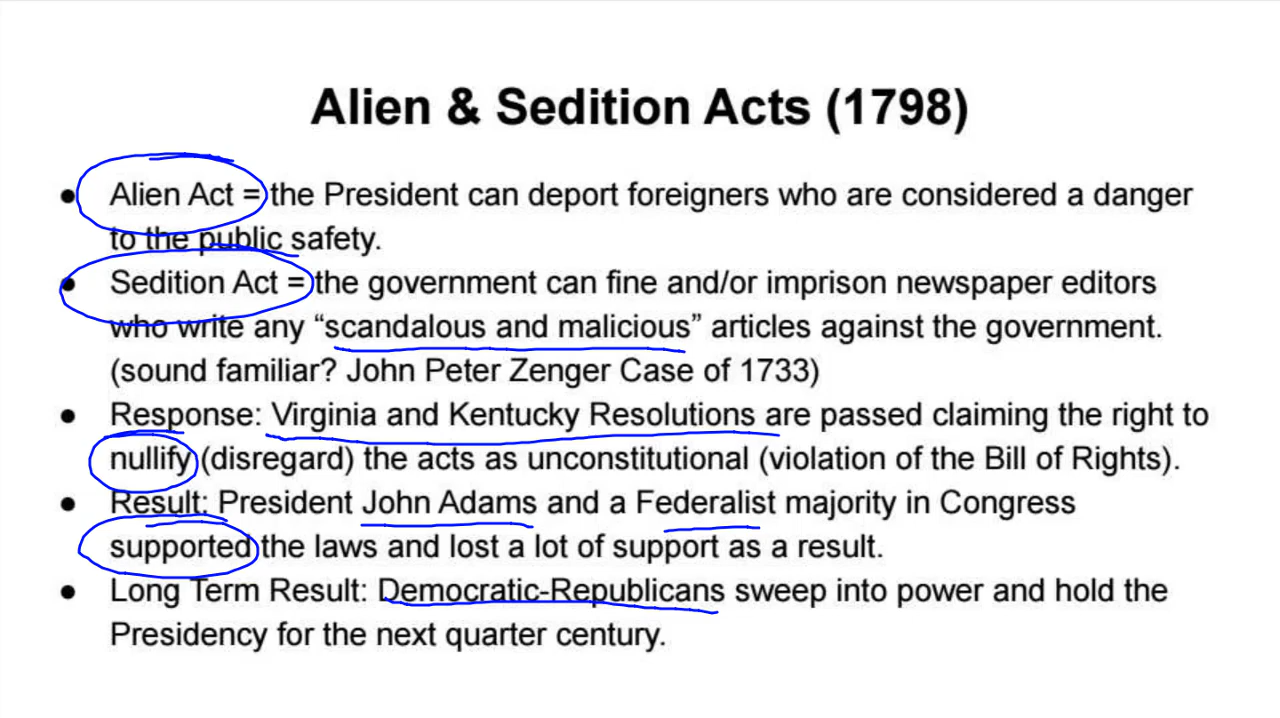 Alien & Sedition Acts (1798)
● Alien Act = the President can deport foreigners who are considered a danger
to the public safety.
● Sedition Act = the government can fine and/or imprison newspaper editors
who write any “scandalous and malicious” articles against the government.
(sound familiar? John Peter Zenger Case of 1733)
● Response: Virginia and Kentucky Resolutions are passed claiming the right to
nullify (disregard) the acts as unconstitutional (violation of the Bill of Rights).
● Result: President John Adams and a Federalist majority in Congress
supported the laws and lost a lot of support as a result.
● Long Term Result: Democratic-Republicans sweep into power and hold the
Presidency for the next quarter century.